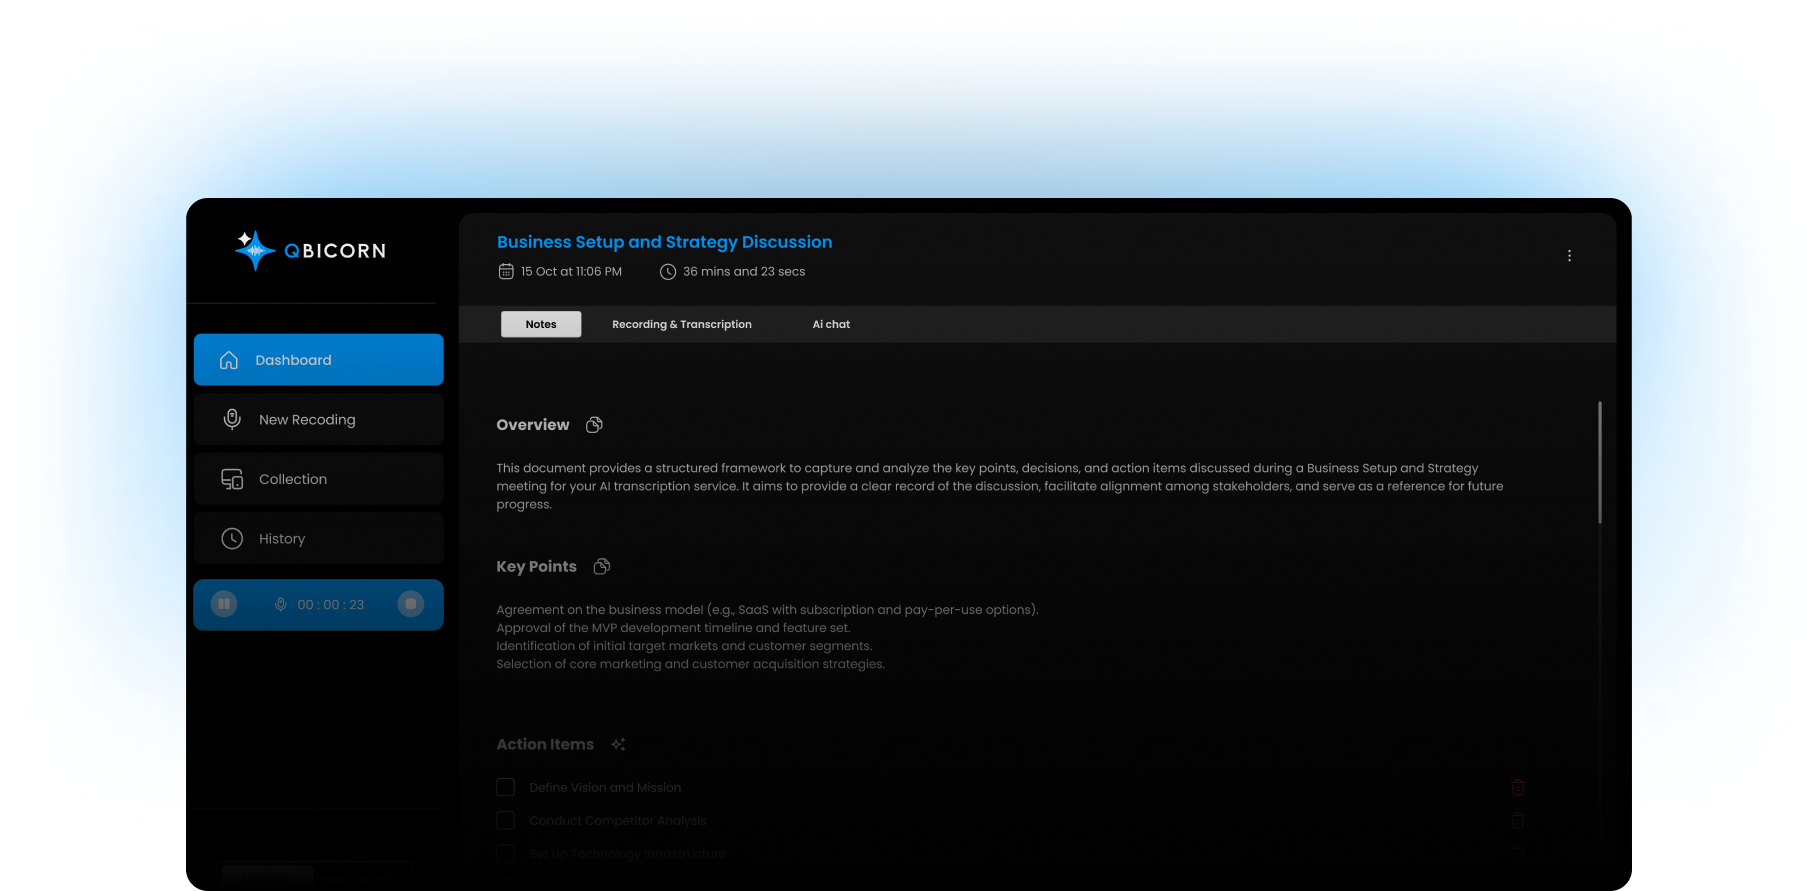 QBICORN
Business Setup and Strategy Discussion
15 Oct at 11:06 PM
36 mins and 23 secs
Notes
Recording & Transcription
Ai chat
Dashboard
New Recoding
Collection
History
00 : 00 : 23
Overview
This document provides a structured framework to capture and analyze the key points, decisions, and action items discussed during a Business Setup and Strategy
meeting for your AI transcription service. It aims to provide a clear record of the discussion, facilitate alignment among stakeholders, and serve as a reference for future
progress.
Key Points
Agreement on the business model (e.g., SaaS with subscription and pay-per-use options).
Approval of the MVP development timeline and feature set.
Identification of initial target markets and customer segments.
Selection of core marketing and customer acquisition strategies.
Action Items
Define Vision and Mission
Conduct Competitor Analysis
Set Up Technology Infrastructure